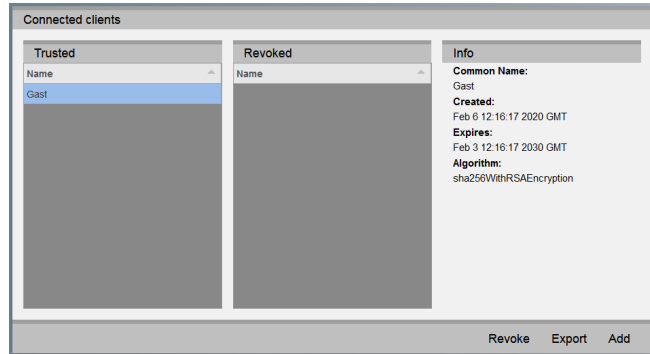 Connected clients
Trusted
Name
Gast
Revoked
Name
Info
Common Name:
Gast
Created:
Feb 6 12:16:17 2020 GMT
Expires:
Feb 3 12:16:17 2030 GMT
Algorithm:
sha256WithRSAEncryption
Revoke Export Add